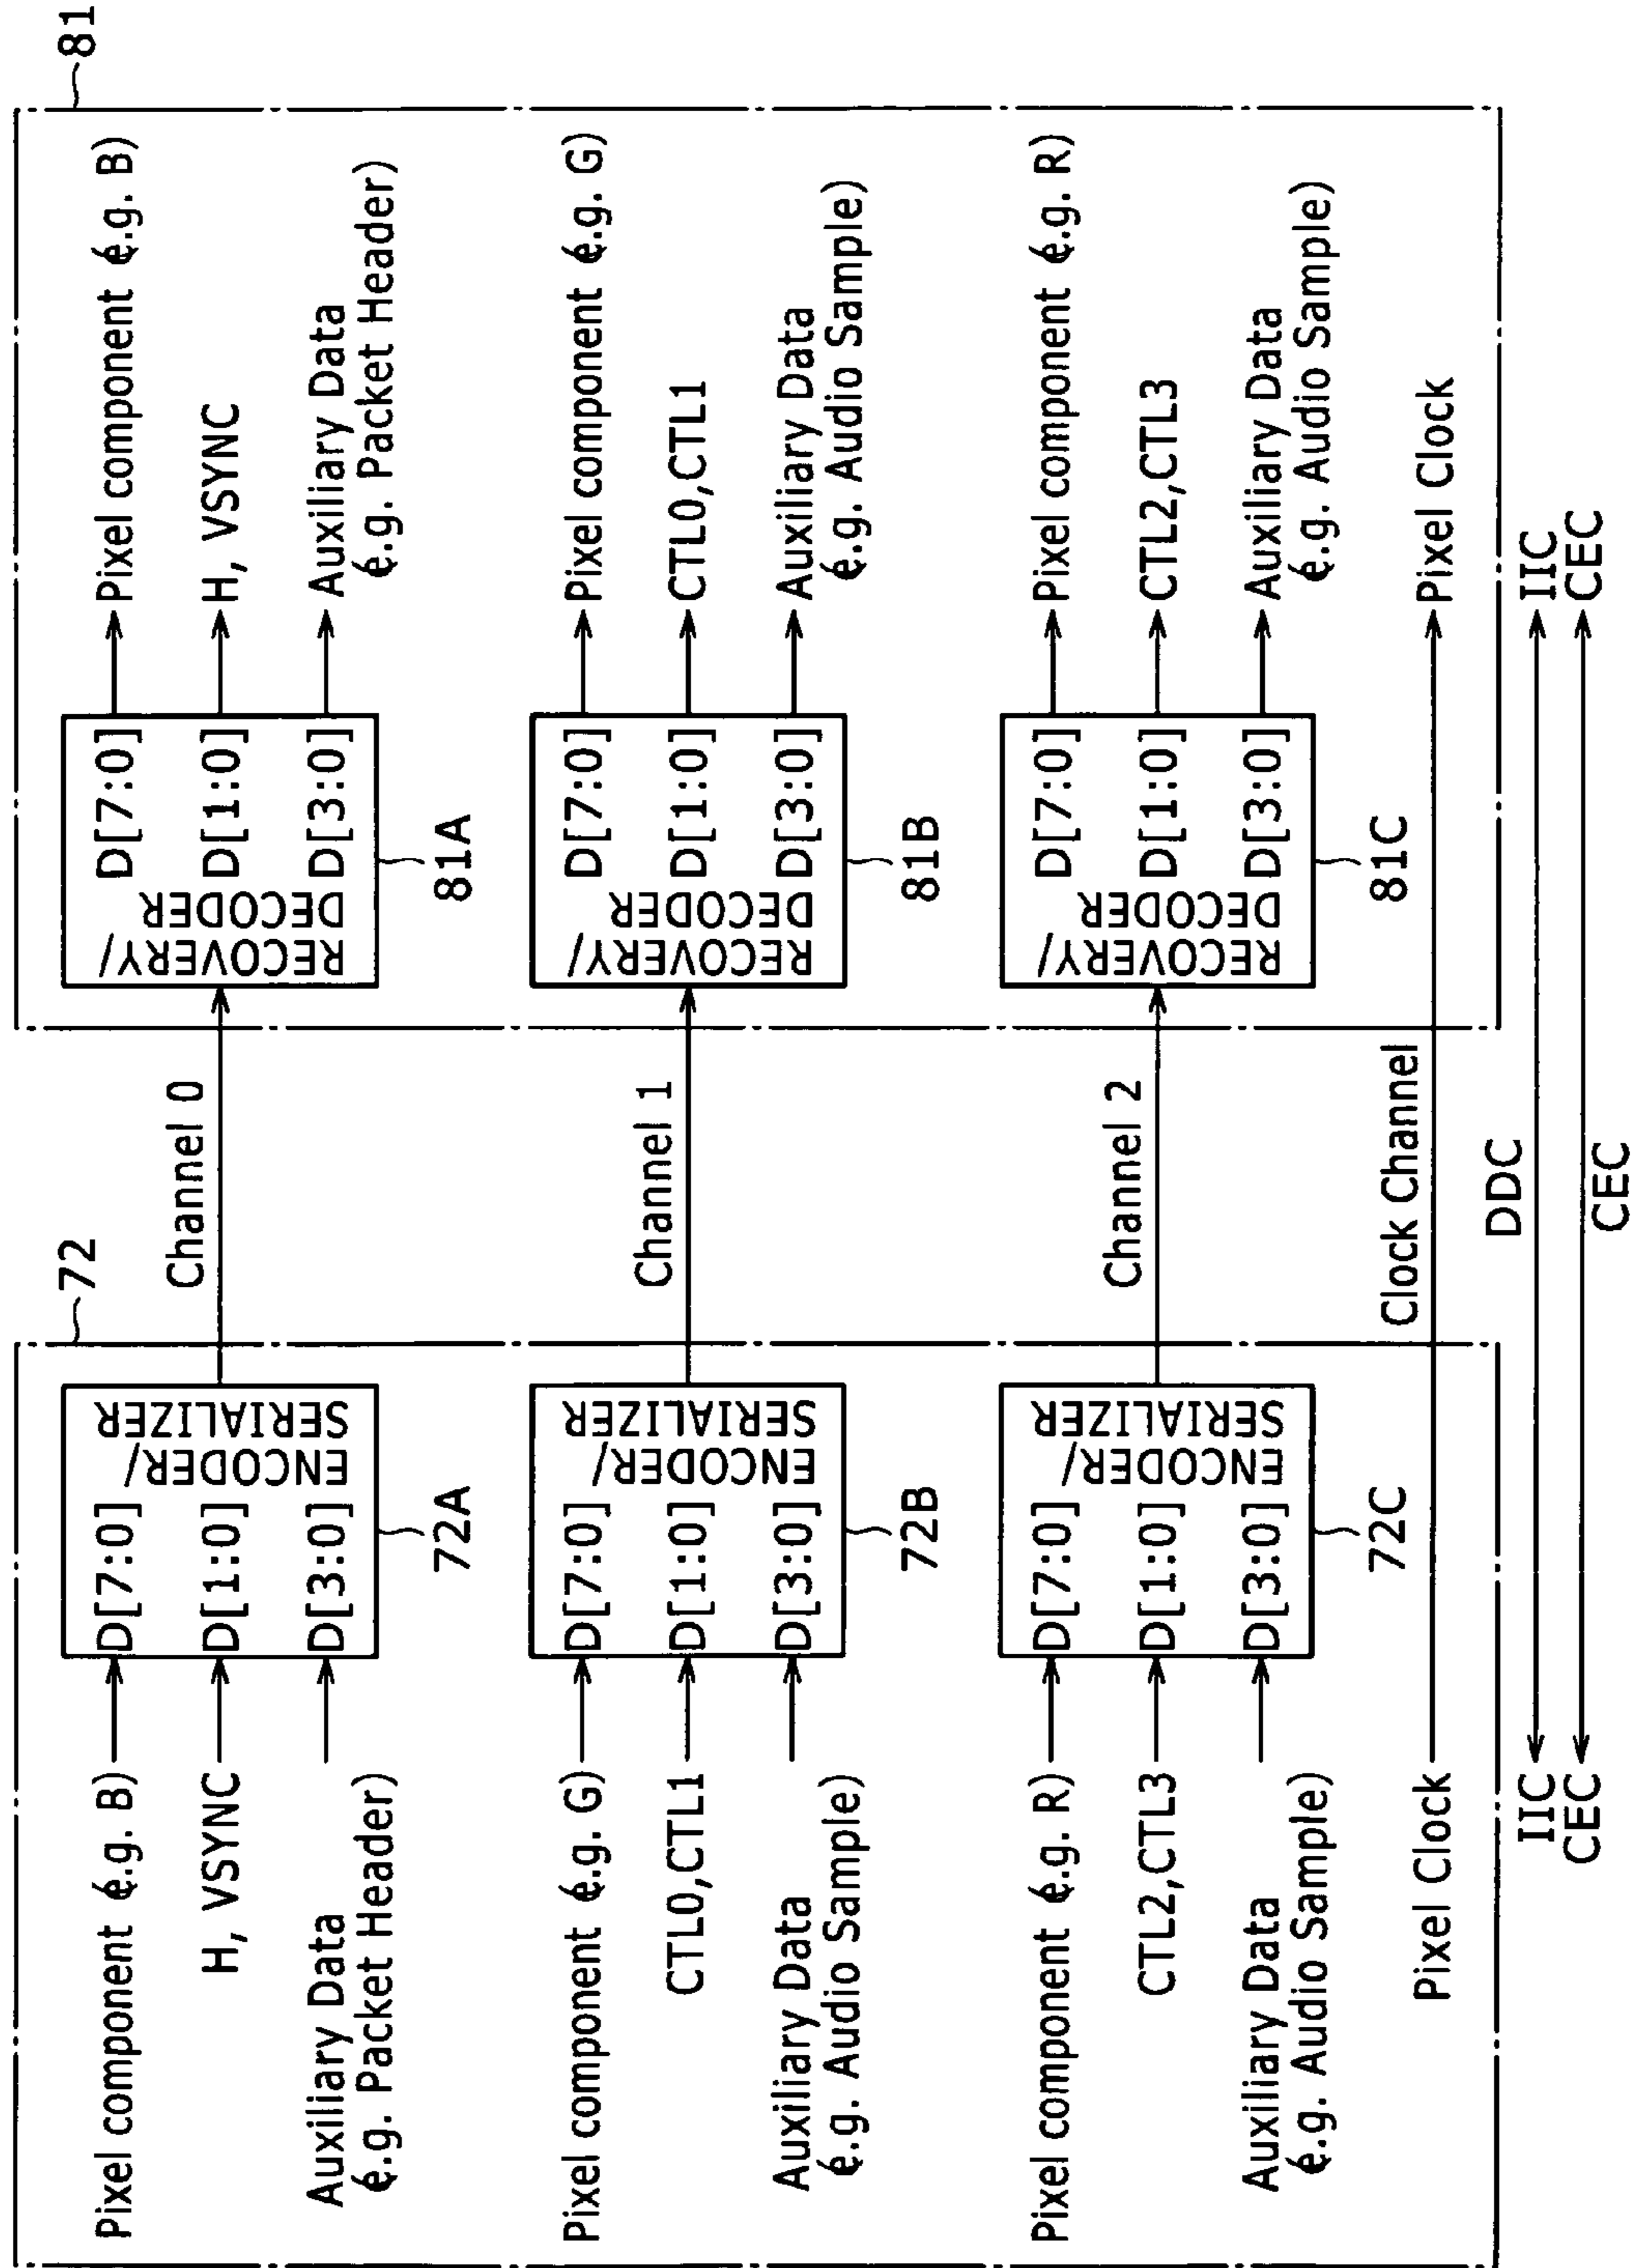 72
Pixel component (e.g. B)
H, VSYNC
Auxiliary Data
(e.g. Packet Header)
D[7:0]
D[1:0]
D[3:0]
ENCODER/
SERIALIZER
72A
Channel 0
81
RECOVERY/
DECODER
D[7:0]
D[1:0]
D[3:0]
81A
Pixel component (e.g. B)
H, VSYNC
Auxiliary Data
(e.g. Packet Header)
Pixel component (e.g. G)
CTL0,CTL1
Auxiliary Data
(e.g. Audio Sample)
D[7:0]
D[1:0]
D[3:0]
ENCODER/
SERIALIZER
72B
Channel 1
RECOVERY/
DECODER
D[7:0]
D[1:0]
D[3:0]
81B
Pixel component (e.g. G)
CTL0,CTL1
Auxiliary Data
(e.g. Audio Sample)
Pixel component (e.g. R)
CTL2,CTL3
Auxiliary Data
(e.g. Audio Sample)
D[7:0]
D[1:0]
D[3:0]
ENCODER/
SERIALIZER
72C
Channel 2
RECOVERY/
DECODER
D[7:0]
D[1:0]
D[3:0]
81C
Pixel component (e.g. R)
CTL2,CTL3
Auxiliary Data
(e.g. Audio Sample)
Pixel Clock
Clock Channel
Pixel Clock
IIC
DDC
IIC
CEC
CEC
CEC